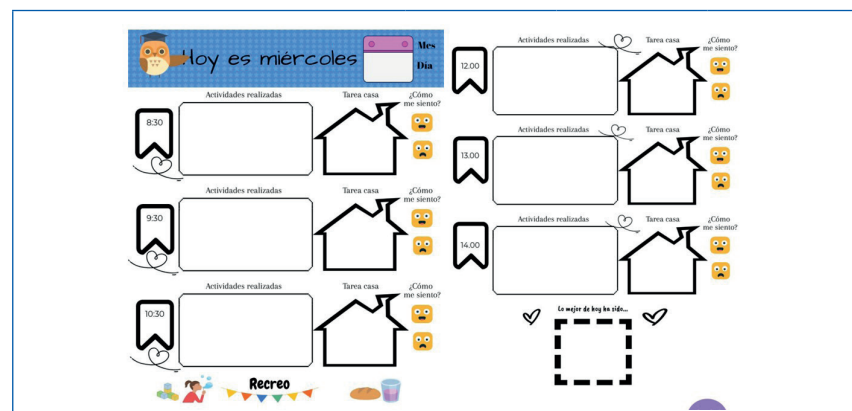 Hoy es miércoles
Mes
Día
Actividades realizadas Tarea casa ¿Cómo
me siento?
8:30
Actividades realizadas Tarea casa ¿Cómo
me siento?
9:30
Actividades realizadas Tarea casa ¿Cómo
me siento?
10:30
Recreo
Actividades realizadas Tarea casa ¿Cómo
me siento?
12.00
Actividades realizadas Tarea casa ¿Cómo
me siento?
13.00
Actividades realizadas Tarea casa ¿Cómo
me siento?
14.00
Lo mejor de hoy ha sido...